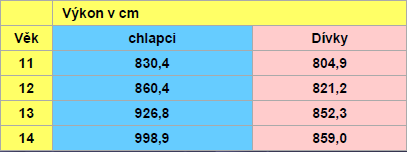 Výkon v cm
Věk chlapci Dívky
11 830,4 804,9
12 860,4 821,2
13 926,8 852,3
14 998,9 859,0